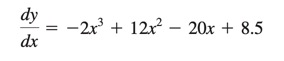 dy/dx = −2x³ + 12x² − 20x + 8.5